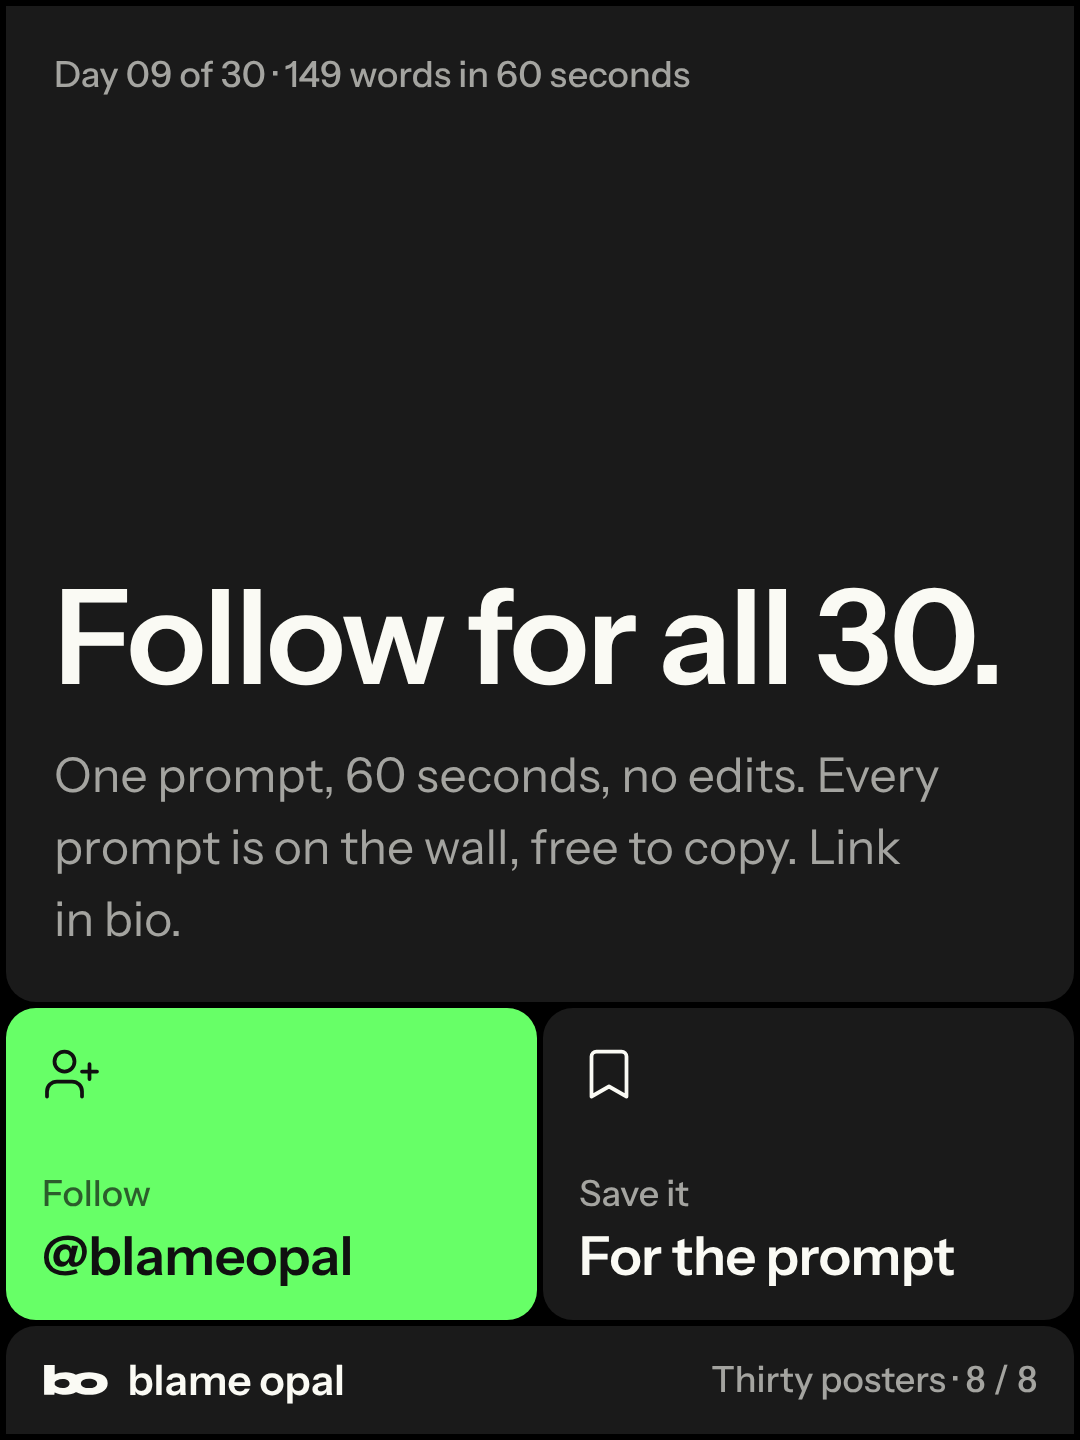 Day 09 of 30 · 149 words in 60 seconds
Follow for all 30.
One prompt, 60 seconds, no edits. Every
prompt is on the wall, free to copy. Link
in bio.
Follow
@blameopal
Save it
For the prompt
bo blame opal
Thirty posters · 8 / 8